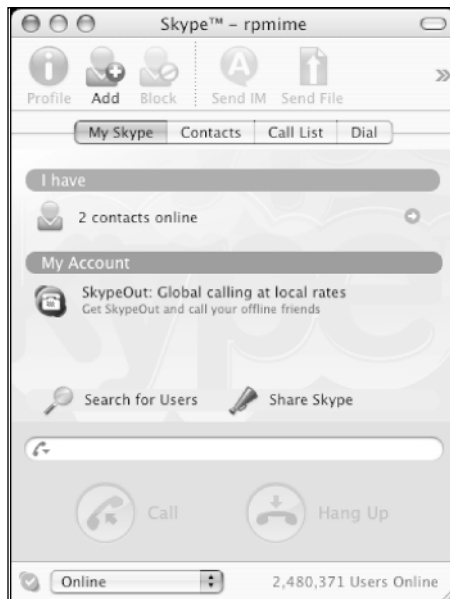 Skype™ – rpmime
Profile Add Block Send IM Send File
My Skype Contacts Call List Dial
I have
2 contacts online
My Account
SkypeOut: Global calling at local rates
Get SkypeOut and call your offline friends
Search for Users Share Skype
Call Hang Up
Online 2,480,371 Users Online